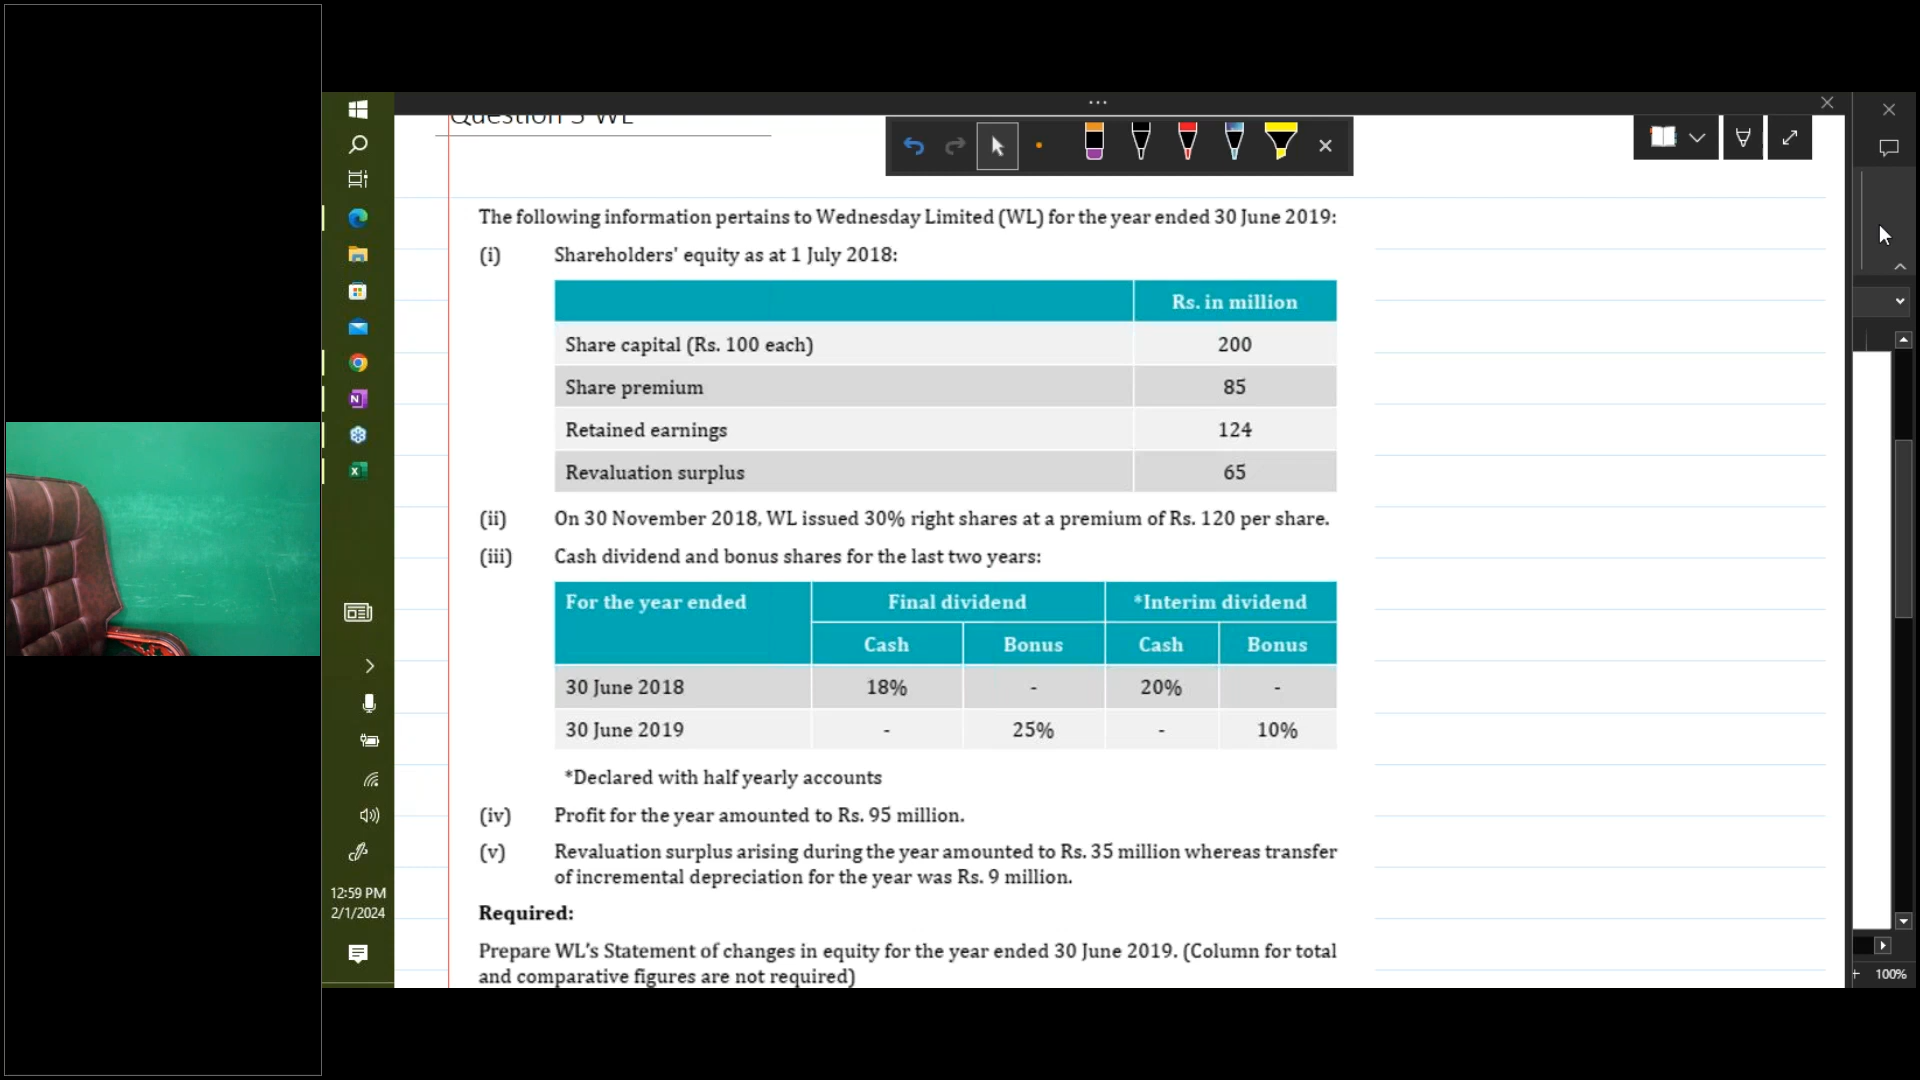 Question 5 WL
The following information pertains to Wednesday Limited (WL) for the year ended 30 June 2019:
(i) Shareholders' equity as at 1 July 2018:
Rs. in million
Share capital (Rs. 100 each) 200
Share premium 85
Retained earnings 124
Revaluation surplus 65
(ii) On 30 November 2018, WL issued 30% right shares at a premium of Rs. 120 per share.
(iii) Cash dividend and bonus shares for the last two years:
For the year ended Final dividend *Interim dividend
Cash Bonus Cash Bonus
30 June 2018 18% - 20% -
30 June 2019 - 25% - 10%
*Declared with half yearly accounts
(iv) Profit for the year amounted to Rs. 95 million.
(v) Revaluation surplus arising during the year amounted to Rs. 35 million whereas transfer
of incremental depreciation for the year was Rs. 9 million.
Required:
Prepare WL's Statement of changes in equity for the year ended 30 June 2019. (Column for total
and comparative figures are not required)
12:59 PM
2/1/2024
100%